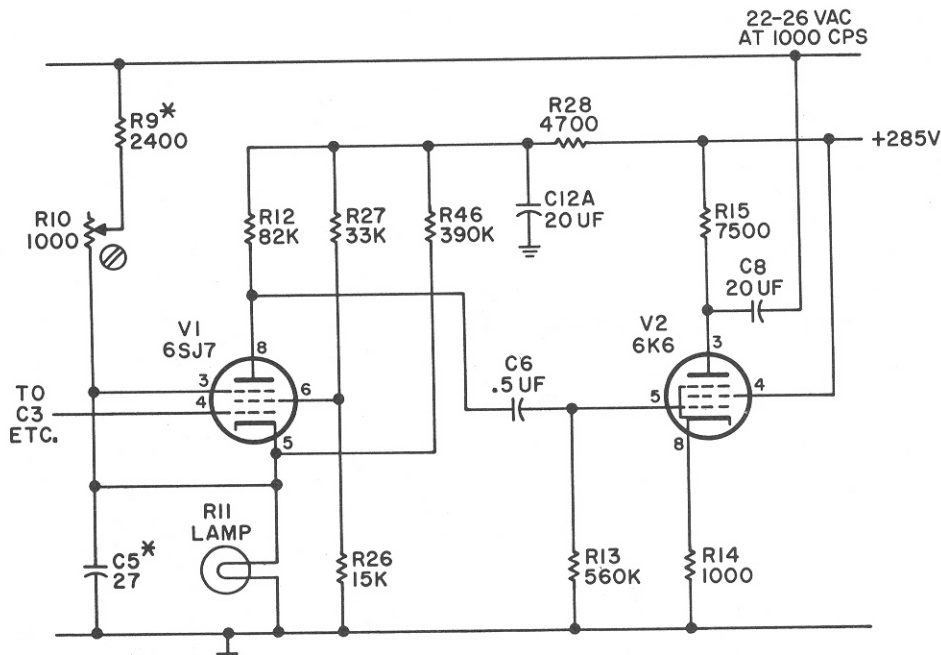 22-26 VAC
AT 1000 CPS
R9*
2400
R28
4700
+285V
R10
1000
R12
82K
R27
33K
R46
390K
C12A
20 UF
R15
7500
C8
20 UF
V1
6SJ7
8
V2
6K6
3
C6
.5 UF
3
6
4
5
4
TO
C3
ETC.
5
8
R11
LAMP
C5*
27
R26
15K
R13
560K
R14
1000